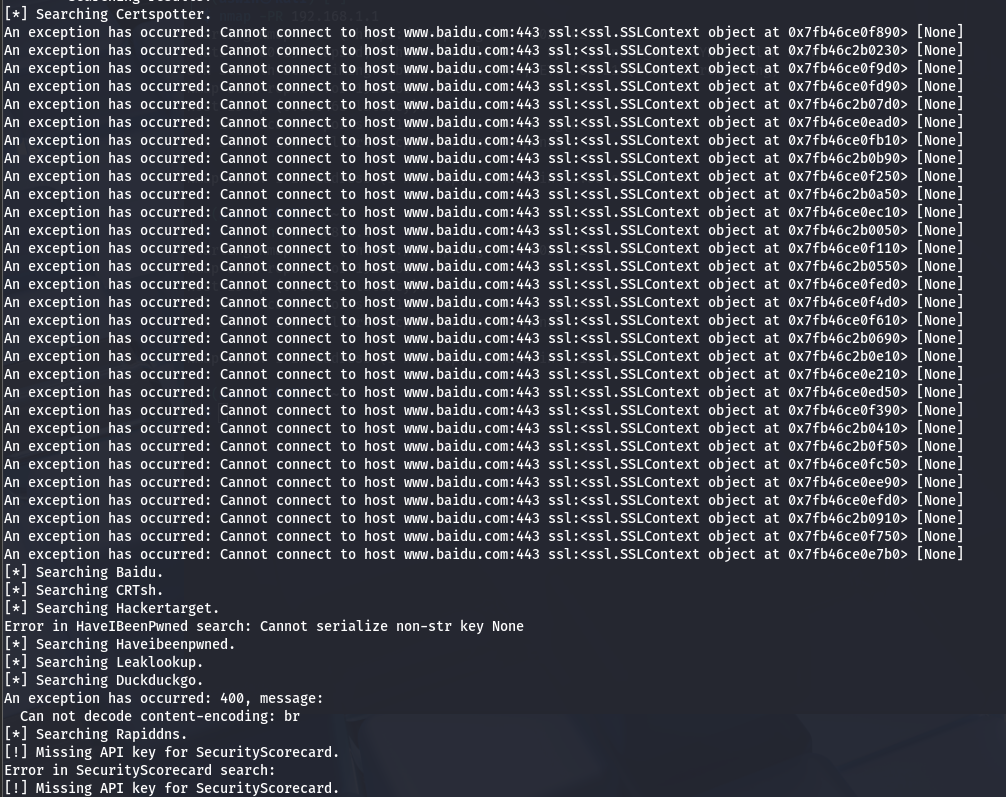 [*] Searching Certspotter.
An exception has occurred: Cannot connect to host www.baidu.com:443 ssl:<ssl.SSLContext object at 0x7fb46ce0f890> [None]
An exception has occurred: Cannot connect to host www.baidu.com:443 ssl:<ssl.SSLContext object at 0x7fb46c2b0230> [None]
An exception has occurred: Cannot connect to host www.baidu.com:443 ssl:<ssl.SSLContext object at 0x7fb46ce0f9d0> [None]
An exception has occurred: Cannot connect to host www.baidu.com:443 ssl:<ssl.SSLContext object at 0x7fb46ce0fd90> [None]
An exception has occurred: Cannot connect to host www.baidu.com:443 ssl:<ssl.SSLContext object at 0x7fb46c2b07d0> [None]
An exception has occurred: Cannot connect to host www.baidu.com:443 ssl:<ssl.SSLContext object at 0x7fb46ce0ead0> [None]
An exception has occurred: Cannot connect to host www.baidu.com:443 ssl:<ssl.SSLContext object at 0x7fb46ce0fb10> [None]
An exception has occurred: Cannot connect to host www.baidu.com:443 ssl:<ssl.SSLContext object at 0x7fb46c2b0b90> [None]
An exception has occurred: Cannot connect to host www.baidu.com:443 ssl:<ssl.SSLContext object at 0x7fb46ce0f250> [None]
An exception has occurred: Cannot connect to host www.baidu.com:443 ssl:<ssl.SSLContext object at 0x7fb46c2b0a50> [None]
An exception has occurred: Cannot connect to host www.baidu.com:443 ssl:<ssl.SSLContext object at 0x7fb46ce0ec10> [None]
An exception has occurred: Cannot connect to host www.baidu.com:443 ssl:<ssl.SSLContext object at 0x7fb46c2b0050> [None]
An exception has occurred: Cannot connect to host www.baidu.com:443 ssl:<ssl.SSLContext object at 0x7fb46ce0f110> [None]
An exception has occurred: Cannot connect to host www.baidu.com:443 ssl:<ssl.SSLContext object at 0x7fb46c2b0550> [None]
An exception has occurred: Cannot connect to host www.baidu.com:443 ssl:<ssl.SSLContext object at 0x7fb46ce0fed0> [None]
An exception has occurred: Cannot connect to host www.baidu.com:443 ssl:<ssl.SSLContext object at 0x7fb46ce0f4d0> [None]
An exception has occurred: Cannot connect to host www.baidu.com:443 ssl:<ssl.SSLContext object at 0x7fb46ce0f610> [None]
An exception has occurred: Cannot connect to host www.baidu.com:443 ssl:<ssl.SSLContext object at 0x7fb46c2b0690> [None]
An exception has occurred: Cannot connect to host www.baidu.com:443 ssl:<ssl.SSLContext object at 0x7fb46c2b0e10> [None]
An exception has occurred: Cannot connect to host www.baidu.com:443 ssl:<ssl.SSLContext object at 0x7fb46ce0e210> [None]
An exception has occurred: Cannot connect to host www.baidu.com:443 ssl:<ssl.SSLContext object at 0x7fb46ce0ed50> [None]
An exception has occurred: Cannot connect to host www.baidu.com:443 ssl:<ssl.SSLContext object at 0x7fb46ce0f390> [None]
An exception has occurred: Cannot connect to host www.baidu.com:443 ssl:<ssl.SSLContext object at 0x7fb46c2b0410> [None]
An exception has occurred: Cannot connect to host www.baidu.com:443 ssl:<ssl.SSLContext object at 0x7fb46c2b0f50> [None]
An exception has occurred: Cannot connect to host www.baidu.com:443 ssl:<ssl.SSLContext object at 0x7fb46ce0fc50> [None]
An exception has occurred: Cannot connect to host www.baidu.com:443 ssl:<ssl.SSLContext object at 0x7fb46ce0ee90> [None]
An exception has occurred: Cannot connect to host www.baidu.com:443 ssl:<ssl.SSLContext object at 0x7fb46ce0efd0> [None]
An exception has occurred: Cannot connect to host www.baidu.com:443 ssl:<ssl.SSLContext object at 0x7fb46c2b0910> [None]
An exception has occurred: Cannot connect to host www.baidu.com:443 ssl:<ssl.SSLContext object at 0x7fb46ce0f750> [None]
An exception has occurred: Cannot connect to host www.baidu.com:443 ssl:<ssl.SSLContext object at 0x7fb46ce0e7b0> [None]
[*] Searching Baidu.
[*] Searching CRTsh.
[*] Searching Hackertarget.
Error in HaveIBeenPwned search: Cannot serialize non-str key None
[*] Searching Haveibeenpwned.
[*] Searching Leaklookup.
[*] Searching Duckduckgo.
An exception has occurred: 400, message:
  Can not decode content-encoding: br
[*] Searching Rapiddns.
[!] Missing API key for SecurityScorecard.
Error in SecurityScorecard search:
[!] Missing API key for SecurityScorecard.